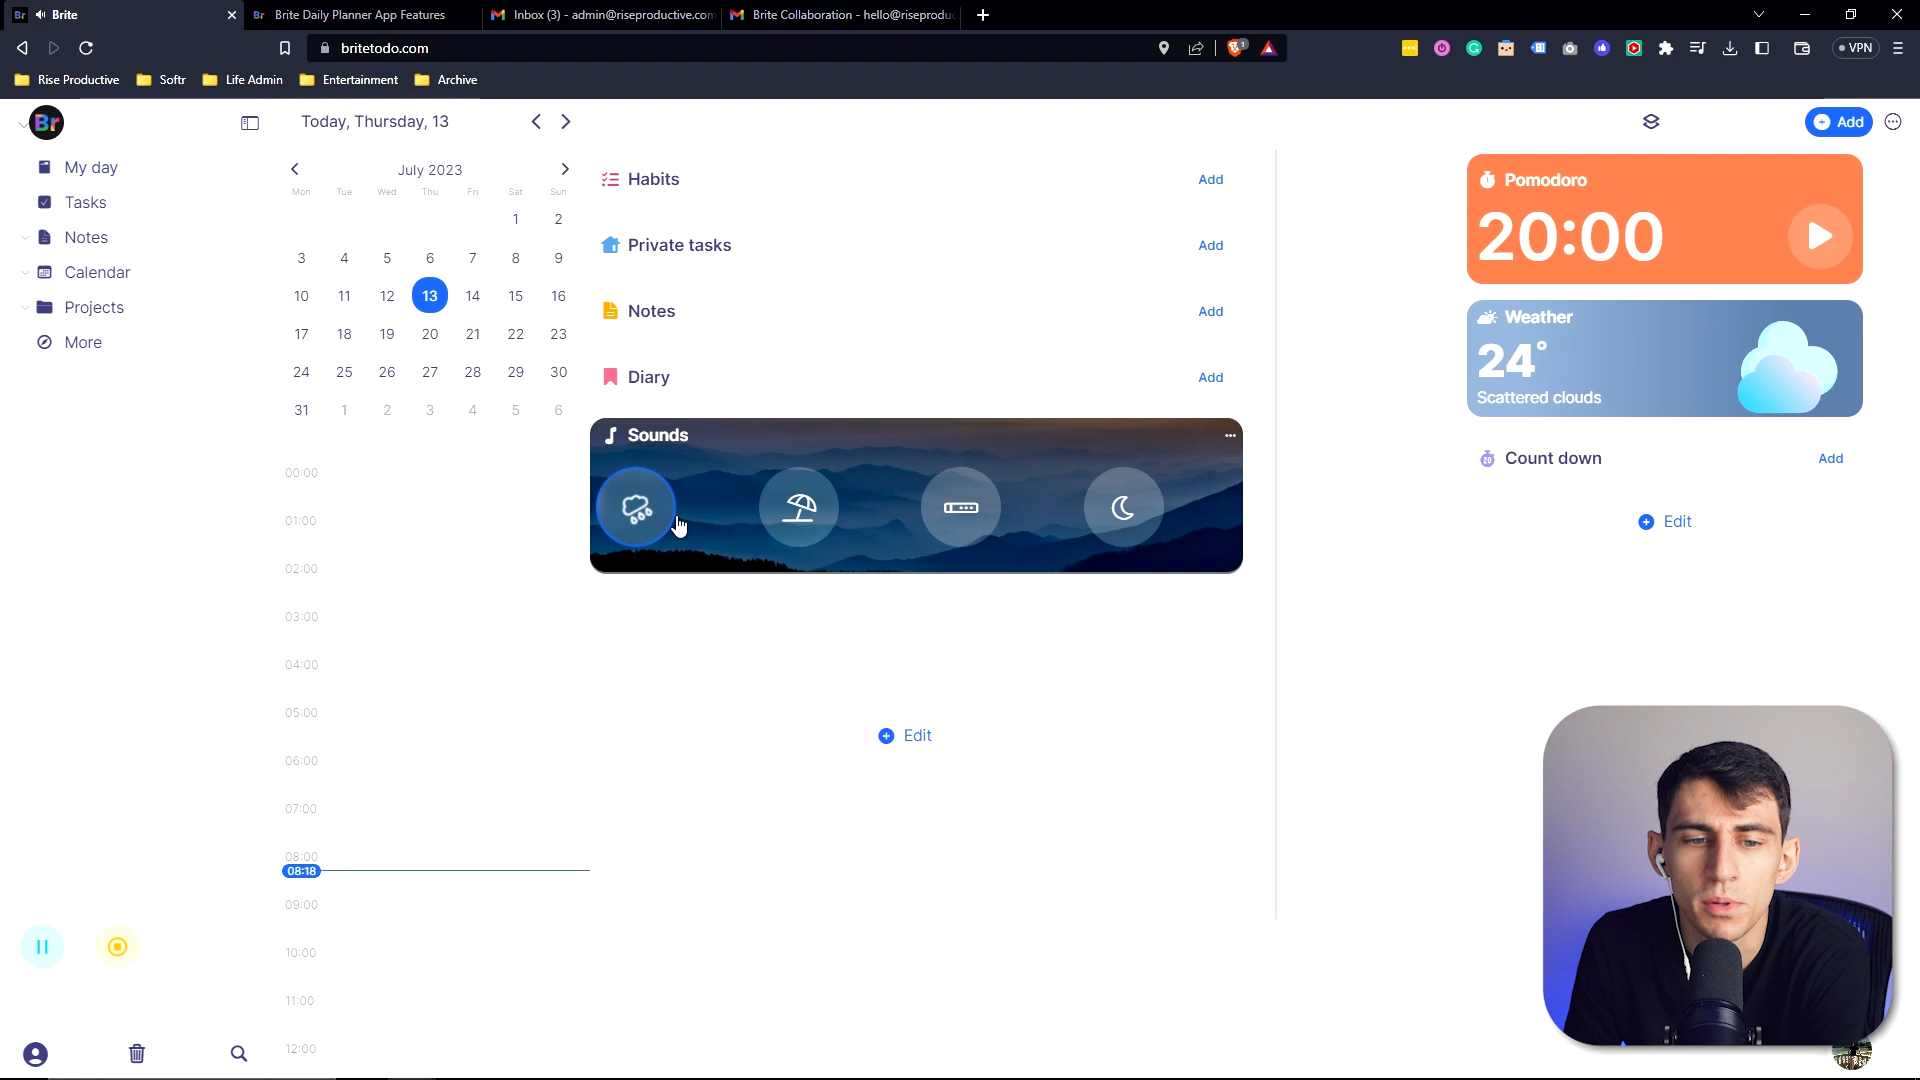 Br Brite
Br Brite Daily Planner App Features
Inbox (3) - admin@riseproductive.com
Brite Collaboration - hello@riseproduc
britetodo.com
1
VPN
Rise Productive
Softr
Life Admin
Entertainment
Archive
Br
Today, Thursday, 13
Add
My day
Tasks
Notes
Calendar
Projects
More
July 2023
Mon Tue Wed Thu Fri Sat Sun
1 2
3 4 5 6 7 8 9
10 11 12 13 14 15 16
17 18 19 20 21 22 23
24 25 26 27 28 29 30
31 1 2 3 4 5 6
00:00
01:00
02:00
03:00
04:00
05:00
06:00
07:00
08:00
08:18
09:00
10:00
11:00
12:00
Habits Add
Private tasks Add
Notes Add
Diary Add
Sounds
Edit
Pomodoro
20:00
Weather
24°
Scattered clouds
20 Count down Add
Edit